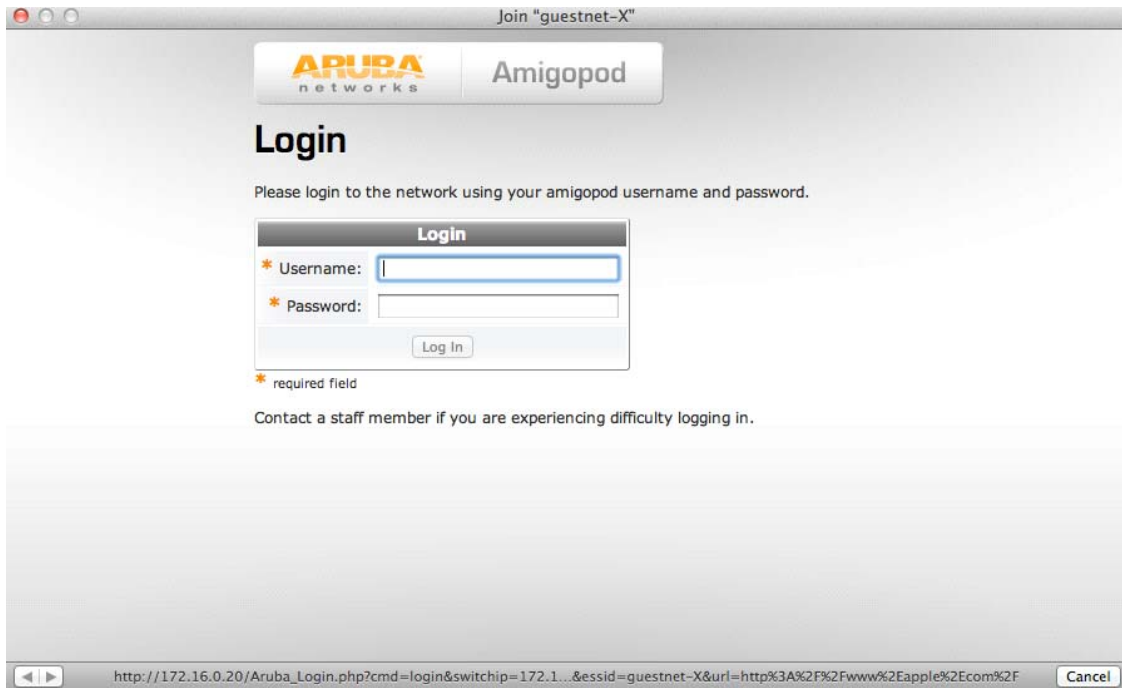 Join "guestnet-X"
ARUBA networks Amigopod
Login
Please login to the network using your amigopod username and password.
Login
* Username:
* Password:
Log In
* required field
Contact a staff member if you are experiencing difficulty logging in.
http://172.16.0.20/Aruba_Login.php?cmd=login&switchip=172.1...&essid=guestnet-X&url=http%3A%2F%2Fwww%2Eapple%2Ecom%2F Cancel